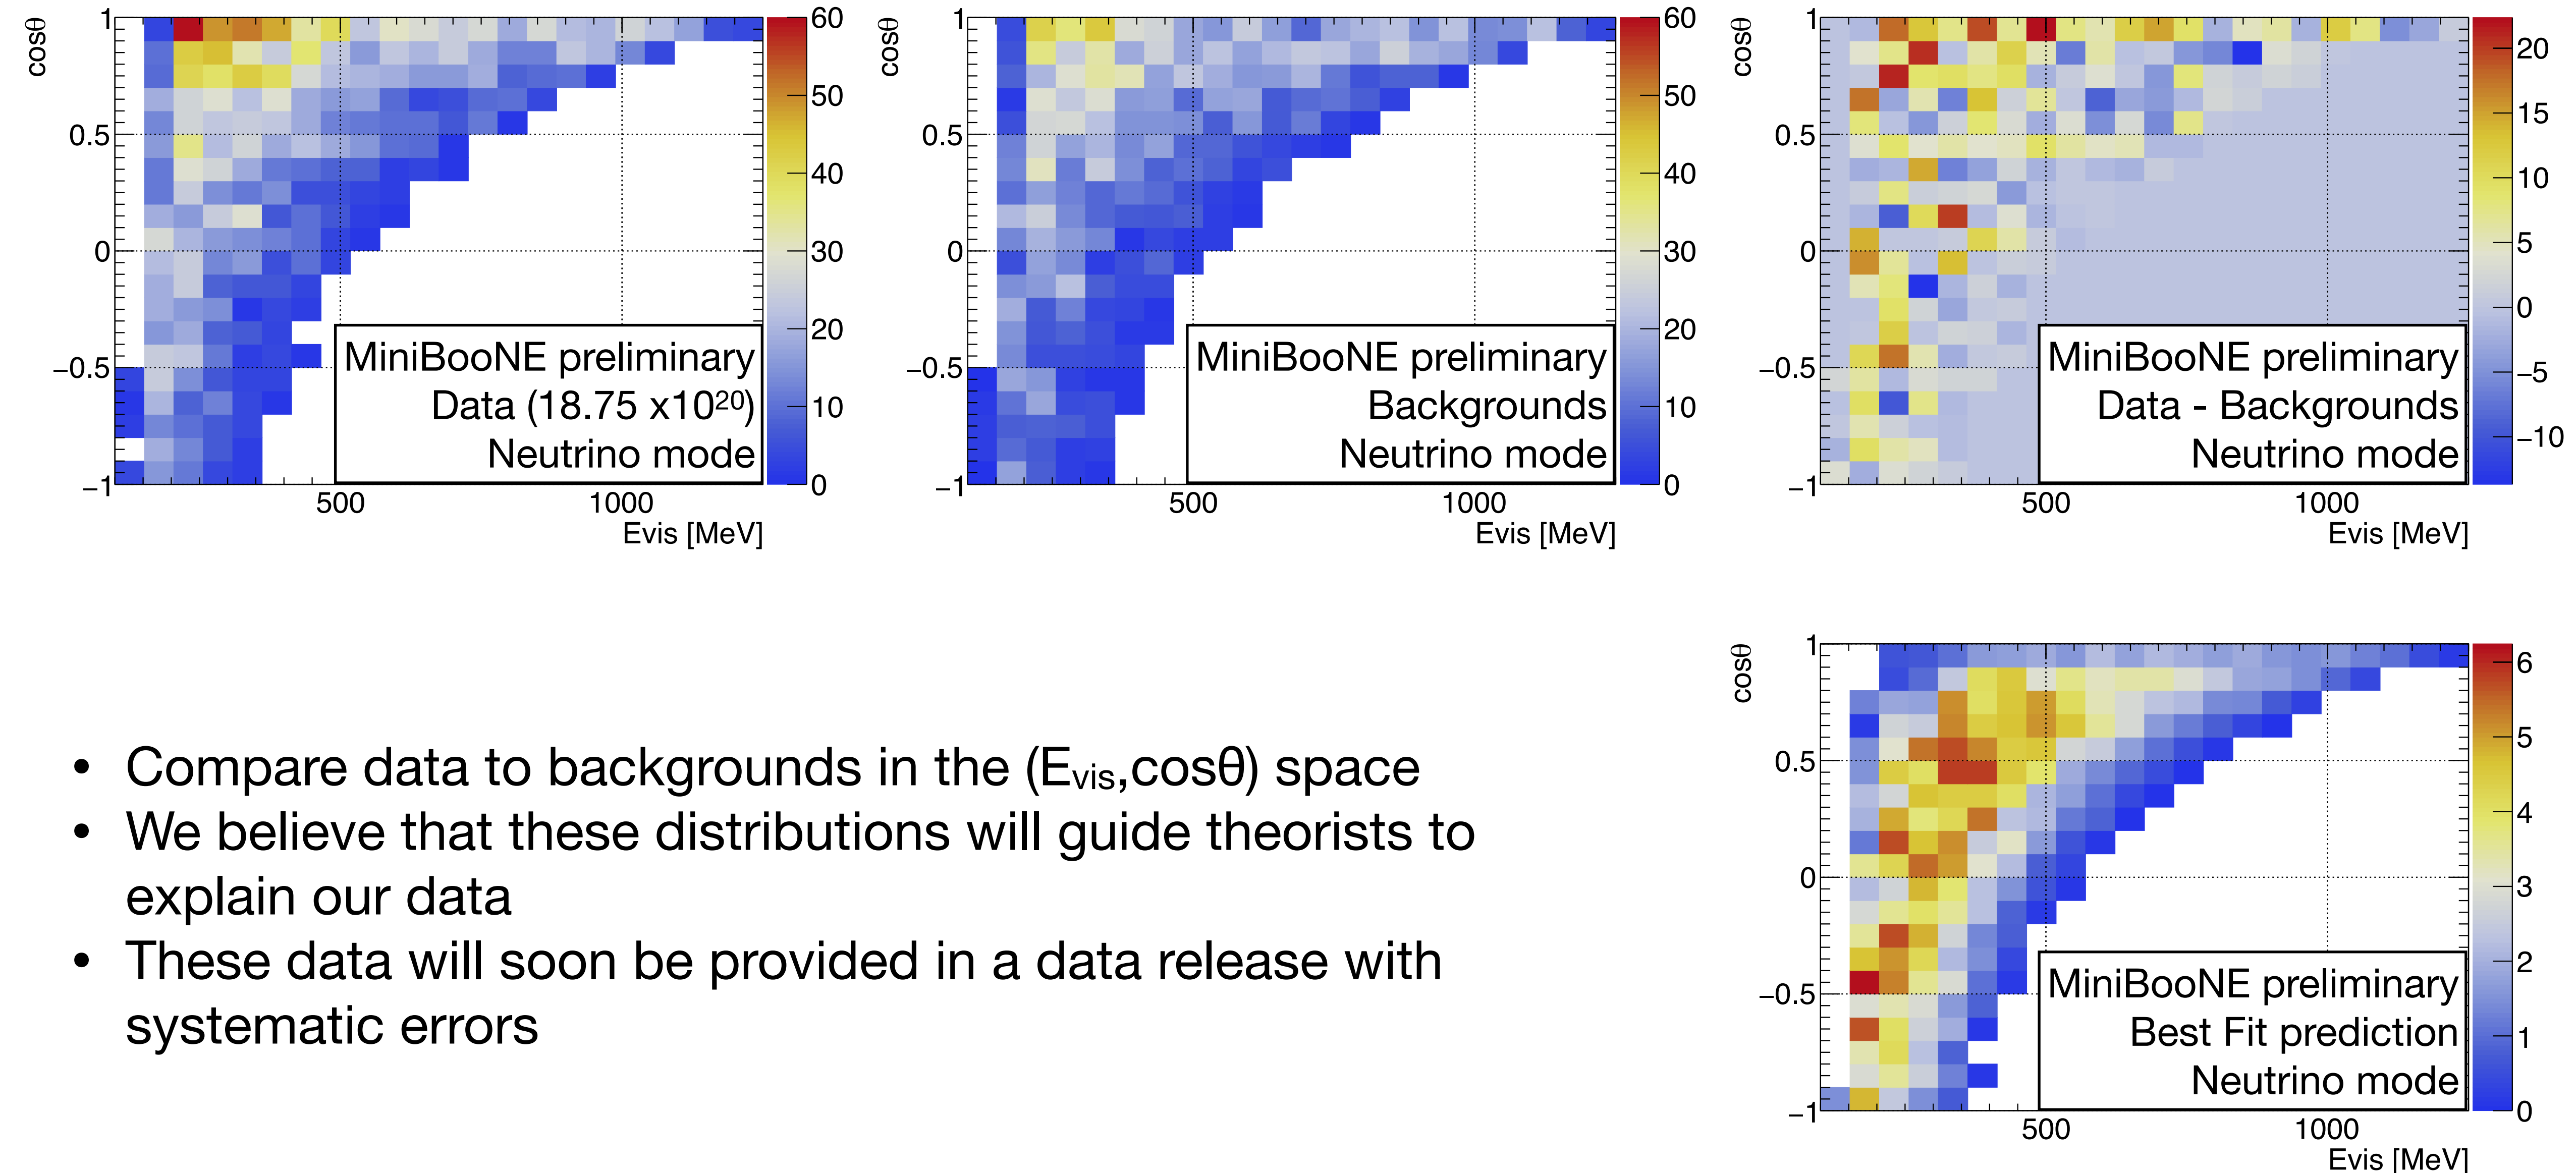 cosθ
1
0.5
0
−0.5
−1
500
1000
Evis [MeV]
60
50
40
30
20
10
0
MiniBooNE preliminary
Data (18.75 x10²⁰)
Neutrino mode
cosθ
1
0.5
0
−0.5
−1
500
1000
Evis [MeV]
60
50
40
30
20
10
0
MiniBooNE preliminary
Backgrounds
Neutrino mode
cosθ
1
0.5
0
−0.5
−1
500
1000
Evis [MeV]
20
15
10
5
0
−5
−10
MiniBooNE preliminary
Data - Backgrounds
Neutrino mode
• Compare data to backgrounds in the (Evis,cosθ) space
• We believe that these distributions will guide theorists to
explain our data
• These data will soon be provided in a data release with
systematic errors
cosθ
1
0.5
0
−0.5
−1
500
1000
Evis [MeV]
6
5
4
3
2
1
0
MiniBooNE preliminary
Best Fit prediction
Neutrino mode